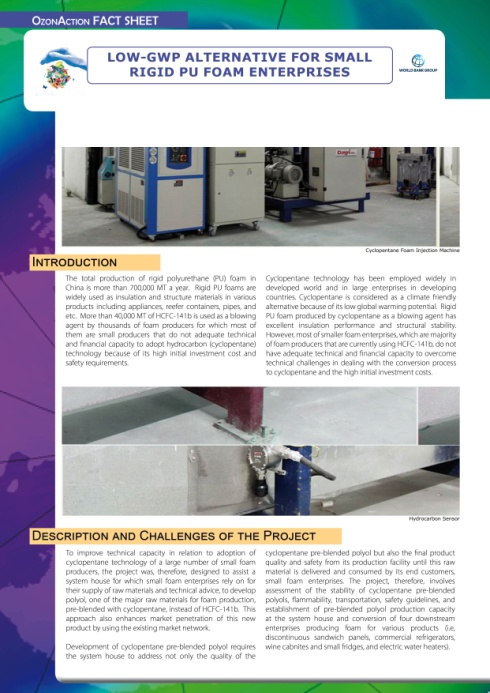 OzonAction FACT SHEET
LOW-GWP ALTERNATIVE FOR SMALL
RIGID PU FOAM ENTERPRISES
WORLD BANK GROUP
Cyclopentane Foam Injextion Machine
INTRODUCTION
The total production of rigid polyurethane (PU) foam in
China is more than 700,000 MT a year. Rigid PU foams are
widely used as insulation and structure materials in various
products including appliances, reefer containers, pipes, and
etc. More than 40,000 MT of HCFC-141b is used as a blowing
agent by thousands of foam producers for which most of
them are small producers that do not adequate technical
and financial capacity to adopt hydrocarbon (cyclopentane)
technology because of its high initial investment cost and
safety requirements.
Cyclopentane technology has been employed widely in
developed world and in large enterprises in developing
countries. Cyclopentane is considered as a climate friendly
alternative because of its low global warming potential. Rigid
PU foam produced by cyclopentane as a blowing agent has
excellent insulation performance and structural stability.
However, most of smaller foam enterprises, which are majority
of foam producers that are currently using HCFC-141b, do not
have adequate technical and financial capacity to overcome
technical challenges in dealing with the conversion process
to cyclopentane and the high initial investment costs.
Hydrocarbon Sensor
DESCRIPTION AND CHALLENGES OF THE PROJECT
To improve technical capacity in relation to adoption of
cyclopentane technology of a large number of small foam
producers, the project was, therefore, designed to assist a
system house for which small foam enterprises rely on for
their supply of raw materials and technical advice, to develop
polyol, one of the major raw materials for foam production,
pre-blended with cyclopentane, instead of HCFC-141b. This
approach also enhances market penetration of this new
product by using the existing market network.
Development of cyclopentane pre-blended polyol requires
the system house to address not only the quality of the
cyclopentane pre-blended polyol but also the final product
quality and safety from its production facility until this raw
material is delivered and consumed by its end customers,
small foam enterprises. The project, therefore, involves
assessment of the stability of cyclopentane pre-blended
polyols, flammability, transportation, safety guidelines, and
establishment of pre-blended polyol production capacity
at the system house and conversion of four downstream
enterprises producing foam for various products (i.e,
discontinuous sandwich panels, commercial refrigerators,
wine cabnites and small fridges, and electric water heaters).